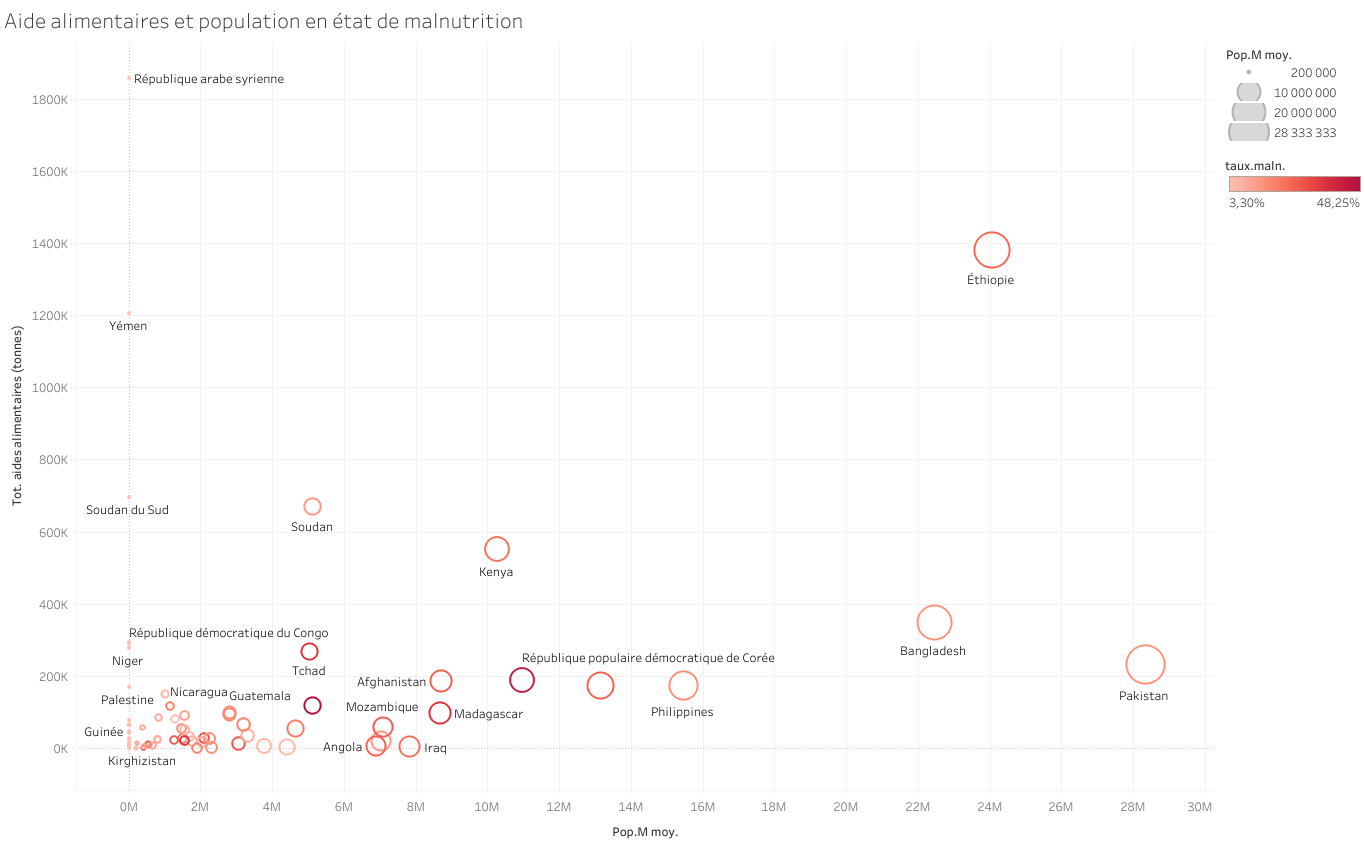 Aide alimentaires et population en état de malnutrition
Pop.M moy.
200 000
10 000 000
20 000 000
28 333 333
taux.maln.
3,30% 48,25%
Tot. aides alimentaires (tonnes)
1800K
1600K
1400K
1200K
1000K
800K
600K
400K
200K
0K
République arabe syrienne
Éthiopie
Yémen
Soudan du Sud
Soudan
Kenya
République démocratique du Congo
Bangladesh
Niger
Tchad
République populaire démocratique de Corée
Afghanistan
Palestine
Nicaragua
Guatemala
Pakistan
Mozambique
Madagascar
Philippines
Guinée
Angola
Iraq
Kirghizistan
0M 2M 4M 6M 8M 10M 12M 14M 16M 18M 20M 22M 24M 26M 28M 30M
Pop.M moy.